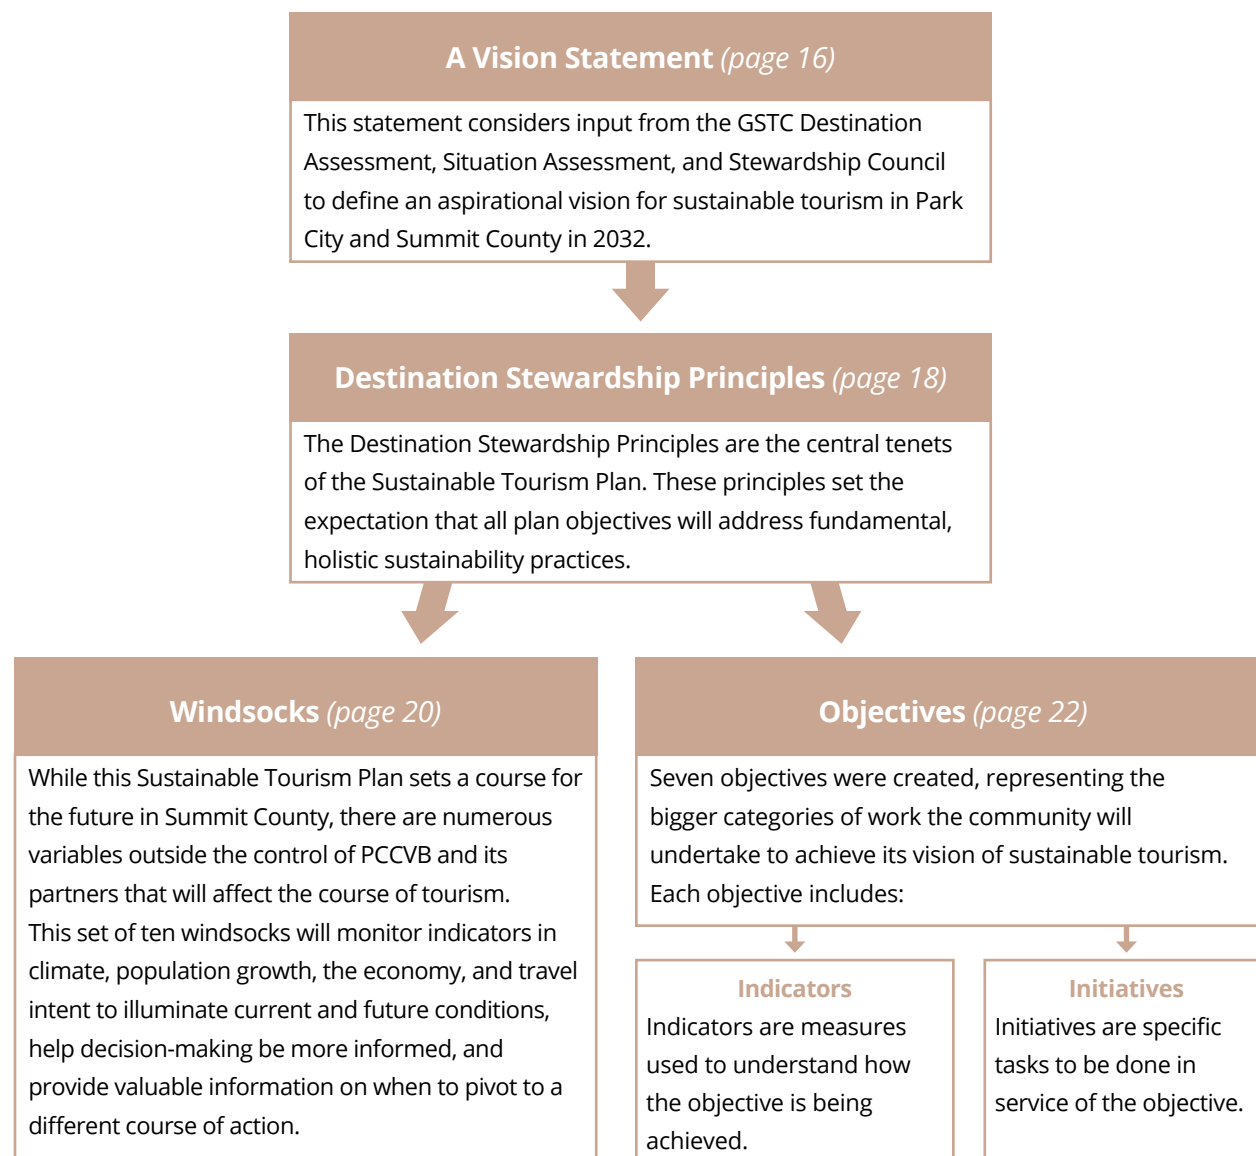 A Vision Statement (page 16)
This statement considers input from the GSTC Destination
Assessment, Situation Assessment, and Stewardship Council
to define an aspirational vision for sustainable tourism in Park
City and Summit County in 2032.
Destination Stewardship Principles (page 18)
The Destination Stewardship Principles are the central tenets
of the Sustainable Tourism Plan. These principles set the
expectation that all plan objectives will address fundamental,
holistic sustainability practices.
Windsocks (page 20)
While this Sustainable Tourism Plan sets a course for
the future in Summit County, there are numerous
variables outside the control of PCCVB and its
partners that will affect the course of tourism.
This set of ten windsocks will monitor indicators in
climate, population growth, the economy, and travel
intent to illuminate current and future conditions,
help decision-making be more informed, and
provide valuable information on when to pivot to a
different course of action.
Objectives (page 22)
Seven objectives were created, representing the
bigger categories of work the community will
undertake to achieve its vision of sustainable tourism.
Each objective includes:
Indicators
Indicators are measures
used to understand how
the objective is being
achieved.
Initiatives
Initiatives are specific
tasks to be done in
service of the objective.